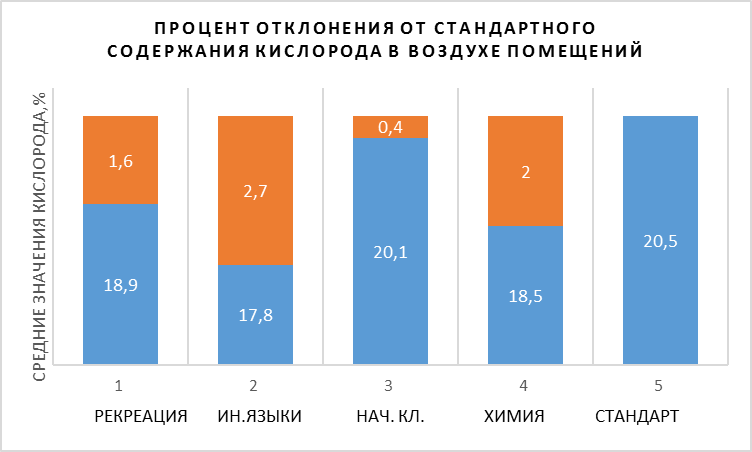 ПРОЦЕНТ ОТКЛОНЕНИЯ ОТ СТАНДАРТНОГО
СОДЕРЖАНИЯ КИСЛОРОДА В ВОЗДУХЕ ПОМЕЩЕНИЙ
СРЕДНИЕ ЗНАЧЕНИЯ КИСЛОРОДА,%
1,6 2,7 0,4 2
18,9 17,8 20,1 18,5 20,5
1 2 3 4 5
РЕКРЕАЦИЯ ИН.ЯЗЫКИ НАЧ. КЛ. ХИМИЯ СТАНДАРТ